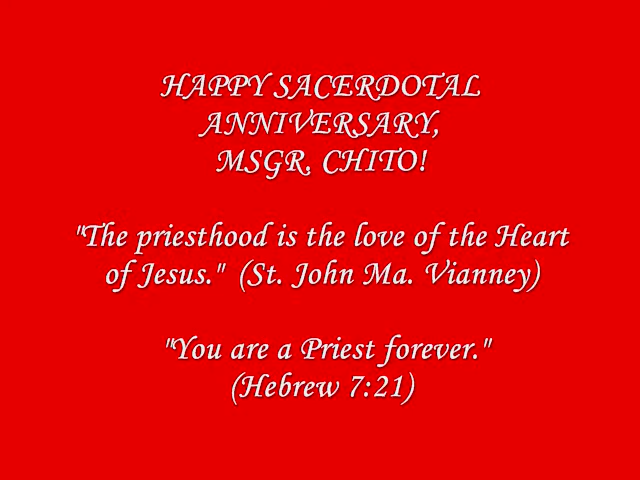 HAPPY SACERDOTAL
ANNIVERSARY,
MSGR. CHITO!
"The priesthood is the love of the Heart
of Jesus." (St. John Ma. Vianney)
"You are a Priest forever."
(Hebrew 7:21)